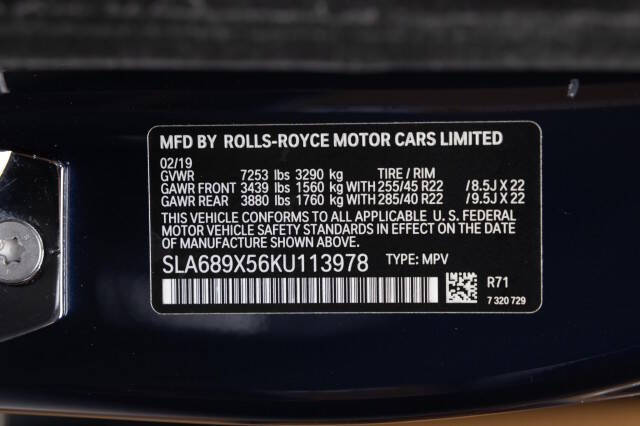 MFD BY ROLLS-ROYCE MOTOR CARS LIMITED
02/19
GVWR 7253 lbs 3290 kg TIRE / RIM
GAWR FRONT 3439 lbs 1560 kg WITH 255/45 R22 /8.5J X 22
GAWR REAR 3880 lbs 1760 kg WITH 285/40 R22 /9.5J X 22
THIS VEHICLE CONFORMS TO ALL APPLICABLE U. S. FEDERAL
MOTOR VEHICLE SAFETY STANDARDS IN EFFECT ON THE
DATE OF MANUFACTURE SHOWN ABOVE.
SLA689X56KU113978 TYPE: MPV
R71
7 320 729